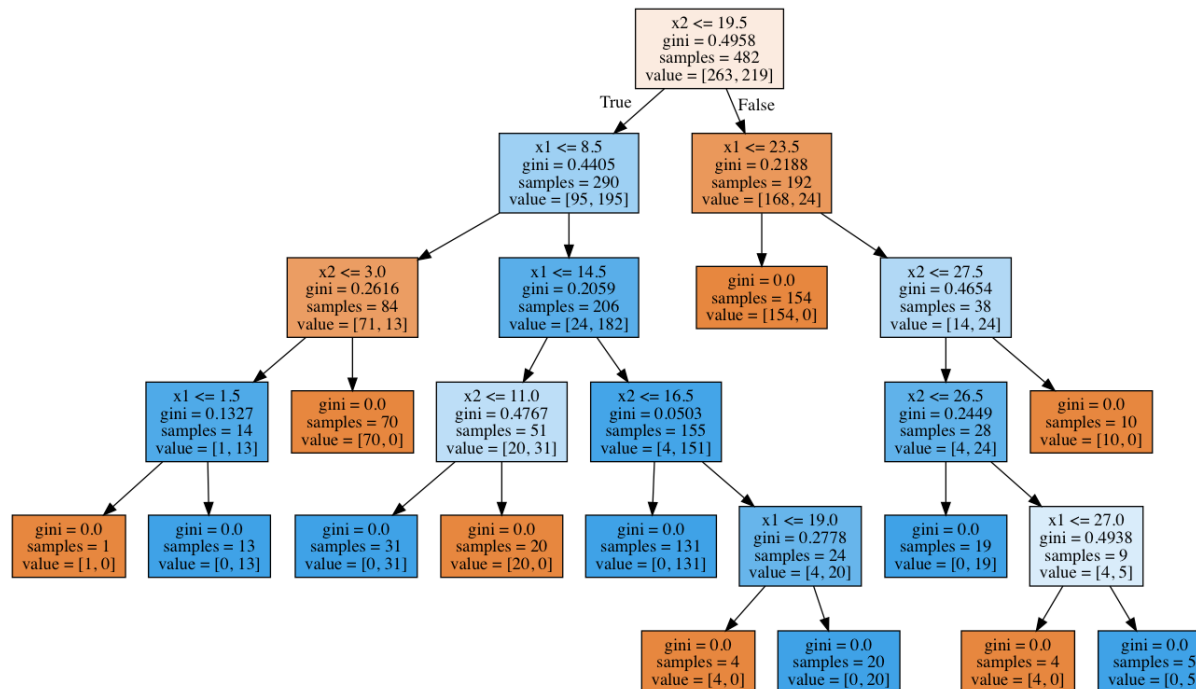 x2 <= 19.5
gini = 0.4958
samples = 482
value = [263, 219]
True
False
x1 <= 8.5
gini = 0.4405
samples = 290
value = [95, 195]
x1 <= 23.5
gini = 0.2188
samples = 192
value = [168, 24]
x2 <= 3.0
gini = 0.2616
samples = 84
value = [71, 13]
x1 <= 14.5
gini = 0.2059
samples = 206
value = [24, 182]
gini = 0.0
samples = 154
value = [154, 0]
x2 <= 27.5
gini = 0.4654
samples = 38
value = [14, 24]
x1 <= 1.5
gini = 0.1327
samples = 14
value = [1, 13]
gini = 0.0
samples = 70
value = [70, 0]
x2 <= 11.0
gini = 0.4767
samples = 51
value = [20, 31]
x2 <= 16.5
gini = 0.0503
samples = 155
value = [4, 151]
x2 <= 26.5
gini = 0.2449
samples = 28
value = [4, 24]
gini = 0.0
samples = 10
value = [10, 0]
gini = 0.0
samples = 1
value = [1, 0]
gini = 0.0
samples = 13
value = [0, 13]
gini = 0.0
samples = 31
value = [0, 31]
gini = 0.0
samples = 20
value = [20, 0]
gini = 0.0
samples = 131
value = [0, 131]
x1 <= 19.0
gini = 0.2778
samples = 24
value = [4, 20]
gini = 0.0
samples = 19
value = [0, 19]
x1 <= 27.0
gini = 0.4938
samples = 9
value = [4, 5]
gini = 0.0
samples = 4
value = [4, 0]
gini = 0.0
samples = 20
value = [0, 20]
gini = 0.0
samples = 4
value = [4, 0]
gini = 0.0
samples = 5
value = [0, 5